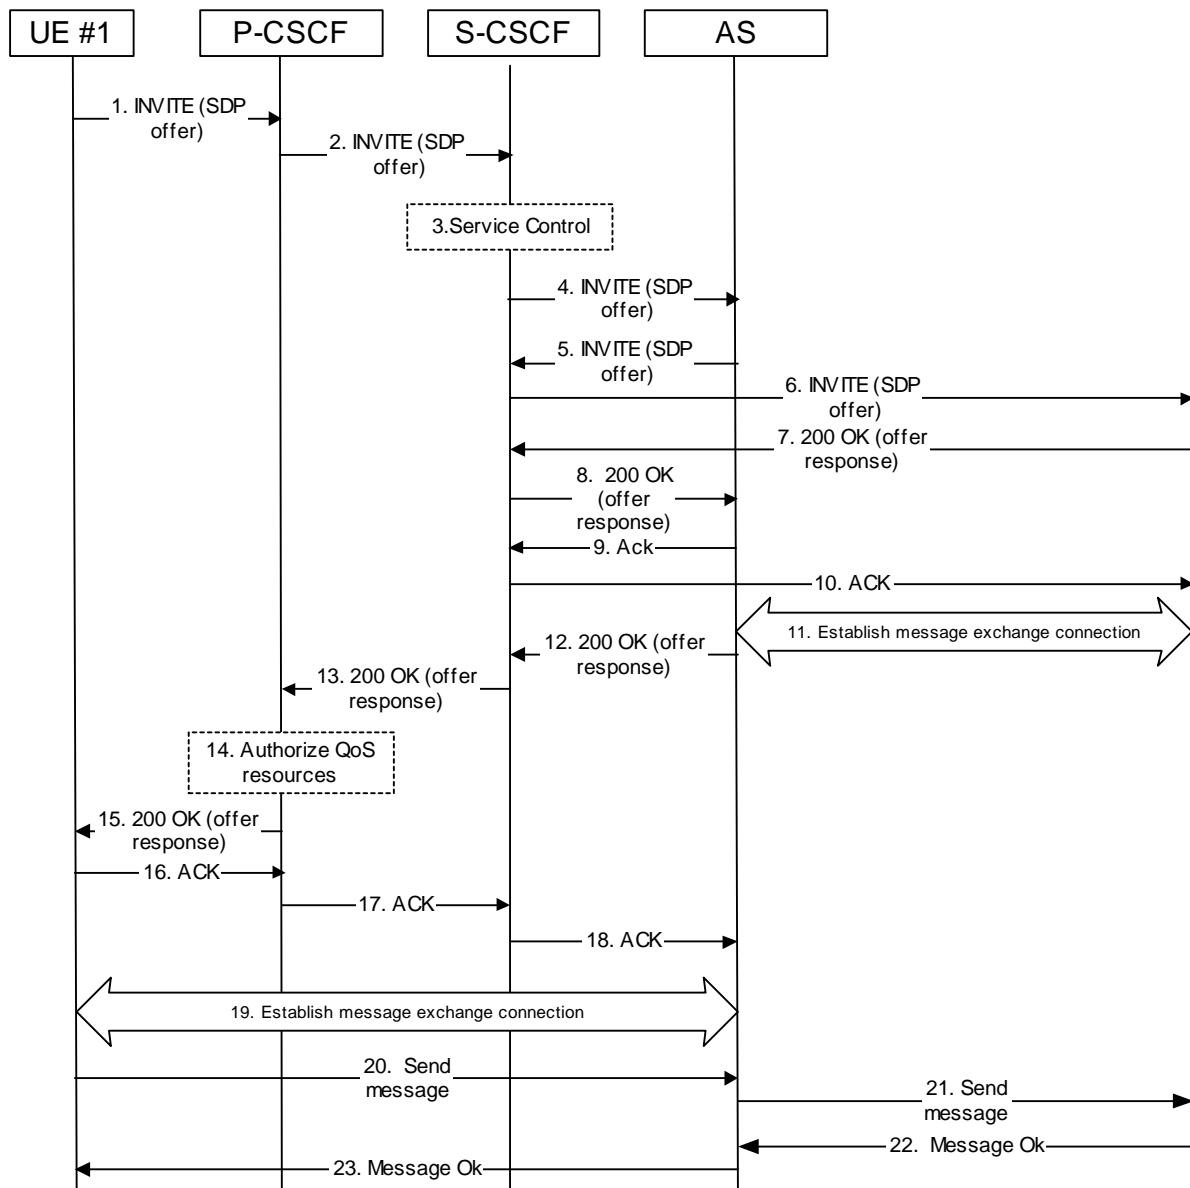 UE #1
P-CSCF
S-CSCF
AS
1. INVITE (SDP
offer)
2. INVITE (SDP
offer)
3.Service Control
4. INVITE (SDP
offer)
5. INVITE (SDP
offer)
6. INVITE (SDP
offer)
7. 200 OK (offer
response)
8. 200 OK
(offer
response)
9. Ack
10. ACK
11. Establish message exchange connection
12. 200 OK (offer
response)
13. 200 OK (offer
response)
14. Authorize QoS
resources
15. 200 OK (offer
response)
16. ACK
17. ACK
18. ACK
19. Establish message exchange connection
20. Send
message
21. Send
message
22. Message Ok
23. Message Ok